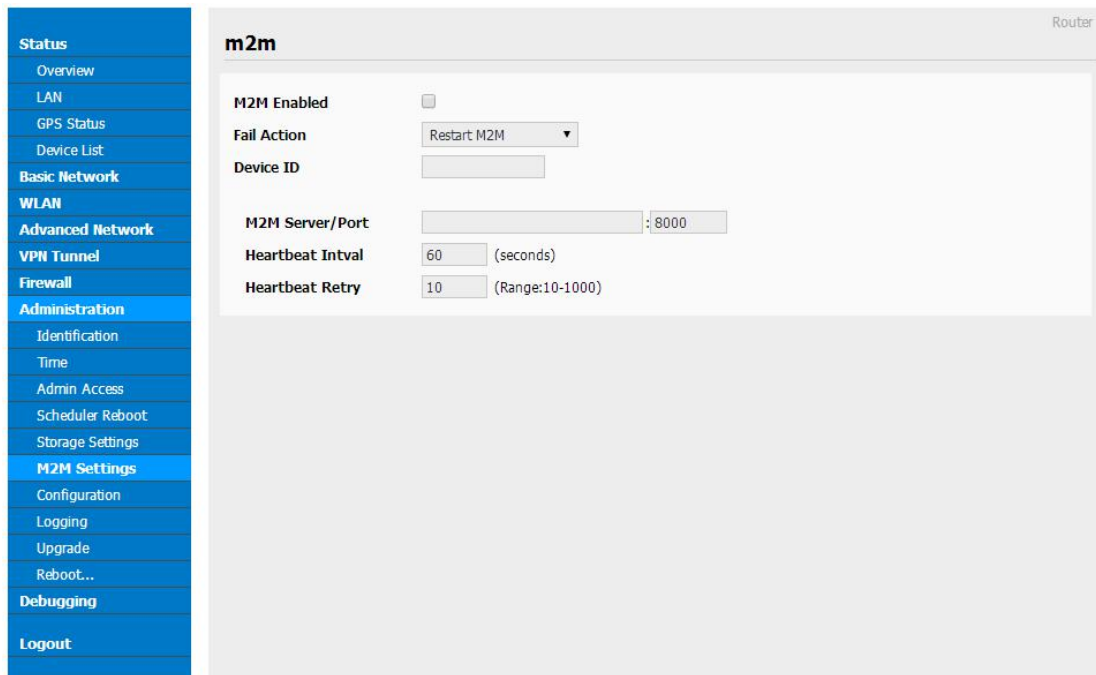 Router
Status
Overview
LAN
GPS Status
Device List
Basic Network
WLAN
Advanced Network
VPN Tunnel
Firewall
Administration
Identification
Time
Admin Access
Scheduler Reboot
Storage Settings
M2M Settings
Configuration
Logging
Upgrade
Reboot...
Debugging
Logout
m2m
M2M Enabled
Fail Action Restart M2M
Device ID
M2M Server/Port : 8000
Heartbeat Intval 60 (seconds)
Heartbeat Retry 10 (Range:10-1000)